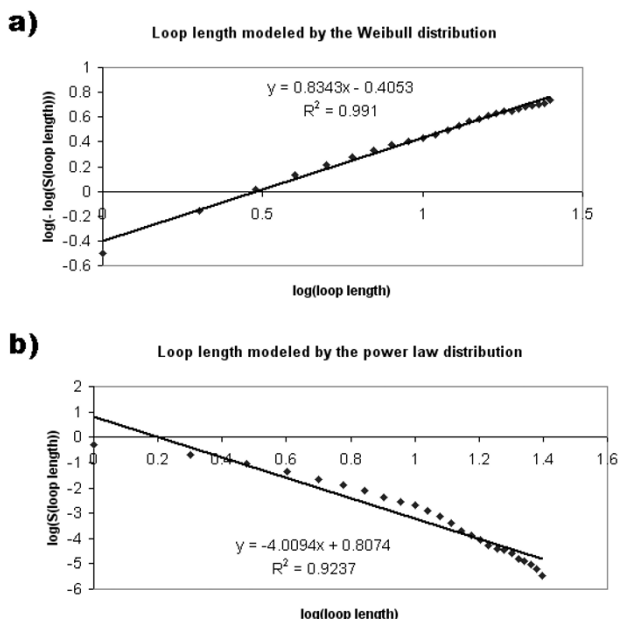 a)
Loop length modeled by the Weibull distribution
y = 0.8343x - 0.4053
R² = 0.991
log(- log(S(loop length)))
1
0.8
0.6
0.4
0.2
0
-0.2
-0.4
-0.6
0
0.5
1
1.5
log(loop length)
b)
Loop length modeled by the power law distribution
log(S(loop length))
2
1
0
-1
-2
-3
-4
-5
-6
0
0.2
0.4
0.6
0.8
1
1.2
1.4
1.6
y = -4.0094x + 0.8074
R² = 0.9237
log(loop length)